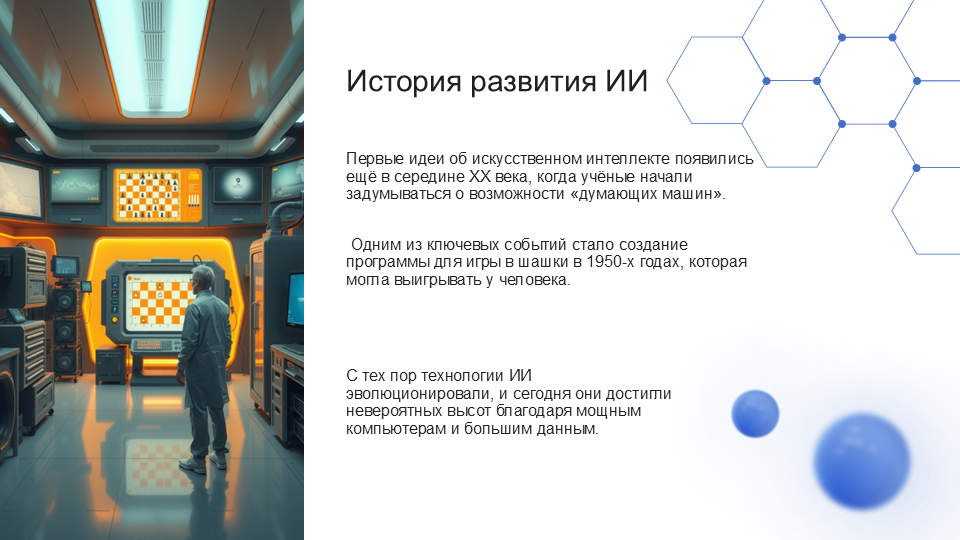 История развития ИИ
Первые идеи об искусственном интеллекте появились
ещё в середине XX века, когда учёные начали
задумываться о возможности «думающих машин».
Одним из ключевых событий стало создание
программы для игры в шашки в 1950-х годах, которая
могла выигрывать у человека.
С тех пор технологии ИИ
эволюционировали, и сегодня они достигли
невероятных высот благодаря мощным
компьютерам и большим данным.